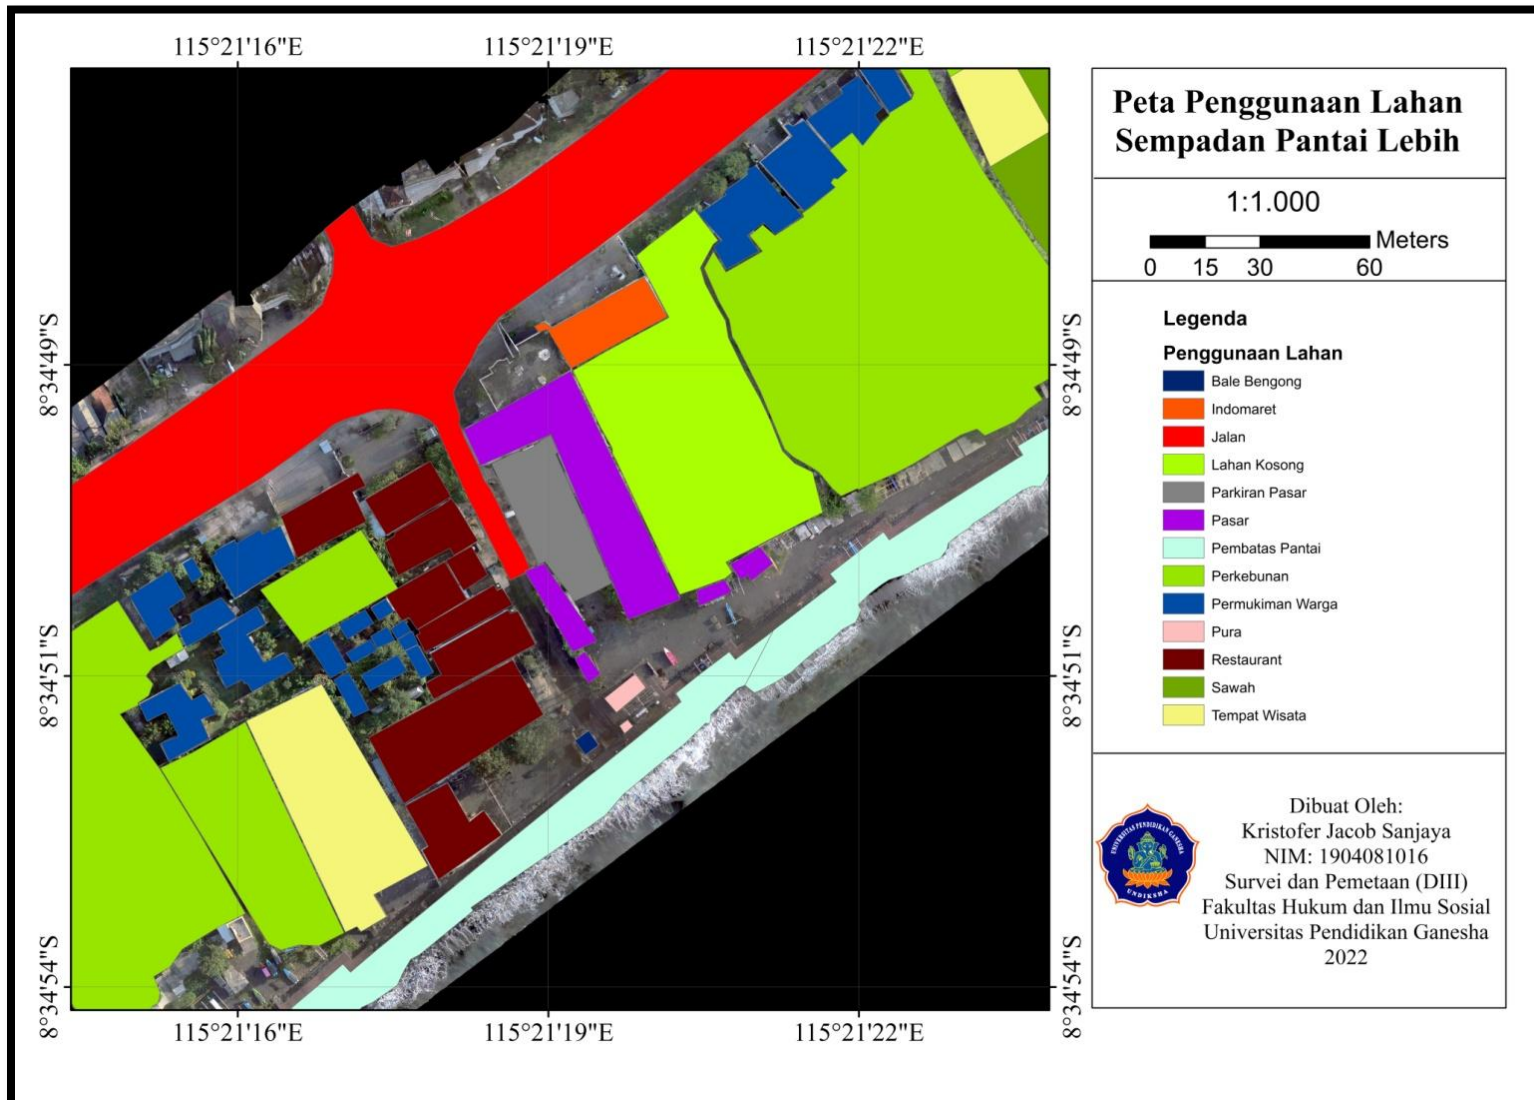 115°21'16"E
115°21'19"E
115°21'22"E
8°34'49"S
8°34'51"S
8°34'54"S
8°34'49"S
8°34'51"S
8°34'54"S
115°21'16"E
115°21'19"E
115°21'22"E
Peta Penggunaan Lahan
Sempadan Pantai Lebih
1:1.000
Meters
0 15 30 60
Legenda
Penggunaan Lahan
Bale Bengong
Indomaret
Jalan
Lahan Kosong
Parkiran Pasar
Pasar
Pembatas Pantai
Perkebunan
Permukiman Warga
Pura
Restaurant
Sawah
Tempat Wisata
UNIVERSITAS PENDIDIKAN GANESHA
UNDIKSHA
Dibuat Oleh:
Kristofer Jacob Sanjaya
NIM: 1904081016
Survei dan Pemetaan (DIII)
Fakultas Hukum dan Ilmu Sosial
Universitas Pendidikan Ganesha
2022